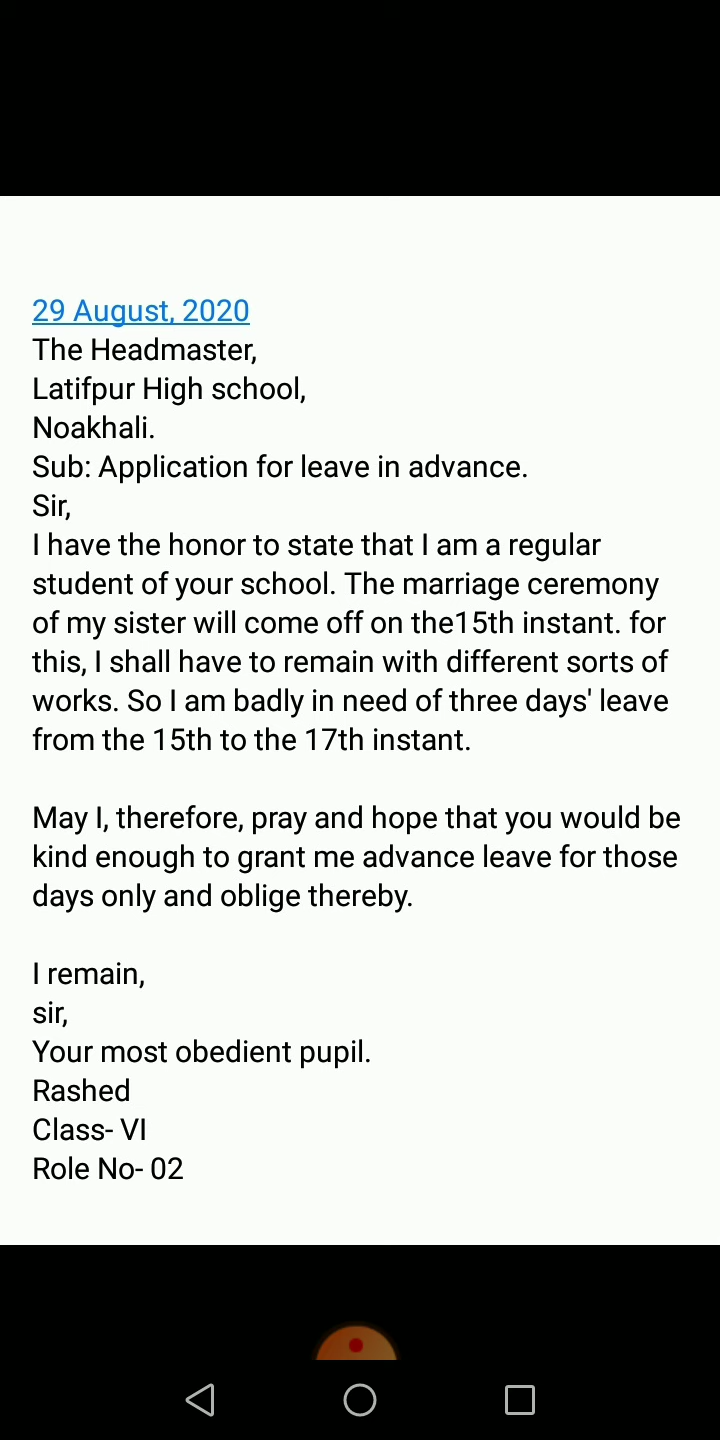 29 August, 2020
The Headmaster,
Latifpur High school,
Noakhali.
Sub: Application for leave in advance.
Sir,
I have the honor to state that I am a regular
student of your school. The marriage ceremony
of my sister will come off on the15th instant. for
this, I shall have to remain with different sorts of
works. So I am badly in need of three days' leave
from the 15th to the 17th instant.
May I, therefore, pray and hope that you would be
kind enough to grant me advance leave for those
days only and oblige thereby.
I remain,
sir,
Your most obedient pupil.
Rashed
Class- VI
Role No- 02